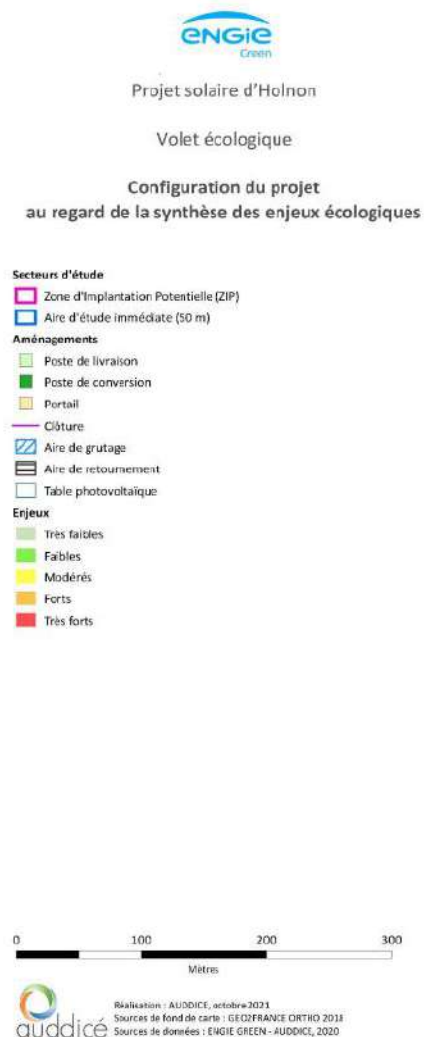 ENGIE
Green
Projet solaire d'Holnon
Volet écologique
Configuration du projet
au regard de la synthèse des enjeux écologiques
Secteurs d'étude
Zone d'Implantation Potentielle (ZIP)
Aire d'étude immédiate (50 m)
Aménagements
Poste de livraison
Poste de conversion
Portail
Clôture
Aire de grutage
Aire de retournement
Table photovoltaïque
Enjeux
Très faibles
Faibles
Modérés
Forts
Très forts
0 100 200 300
Mètres
auddicé
Réalisation : AUDDICE, octobre 2021
Sources de fond de carte : GEO2FRANCE ORTHO 2018
Sources de données : ENGIE GREEN - AUDDICE, 2020